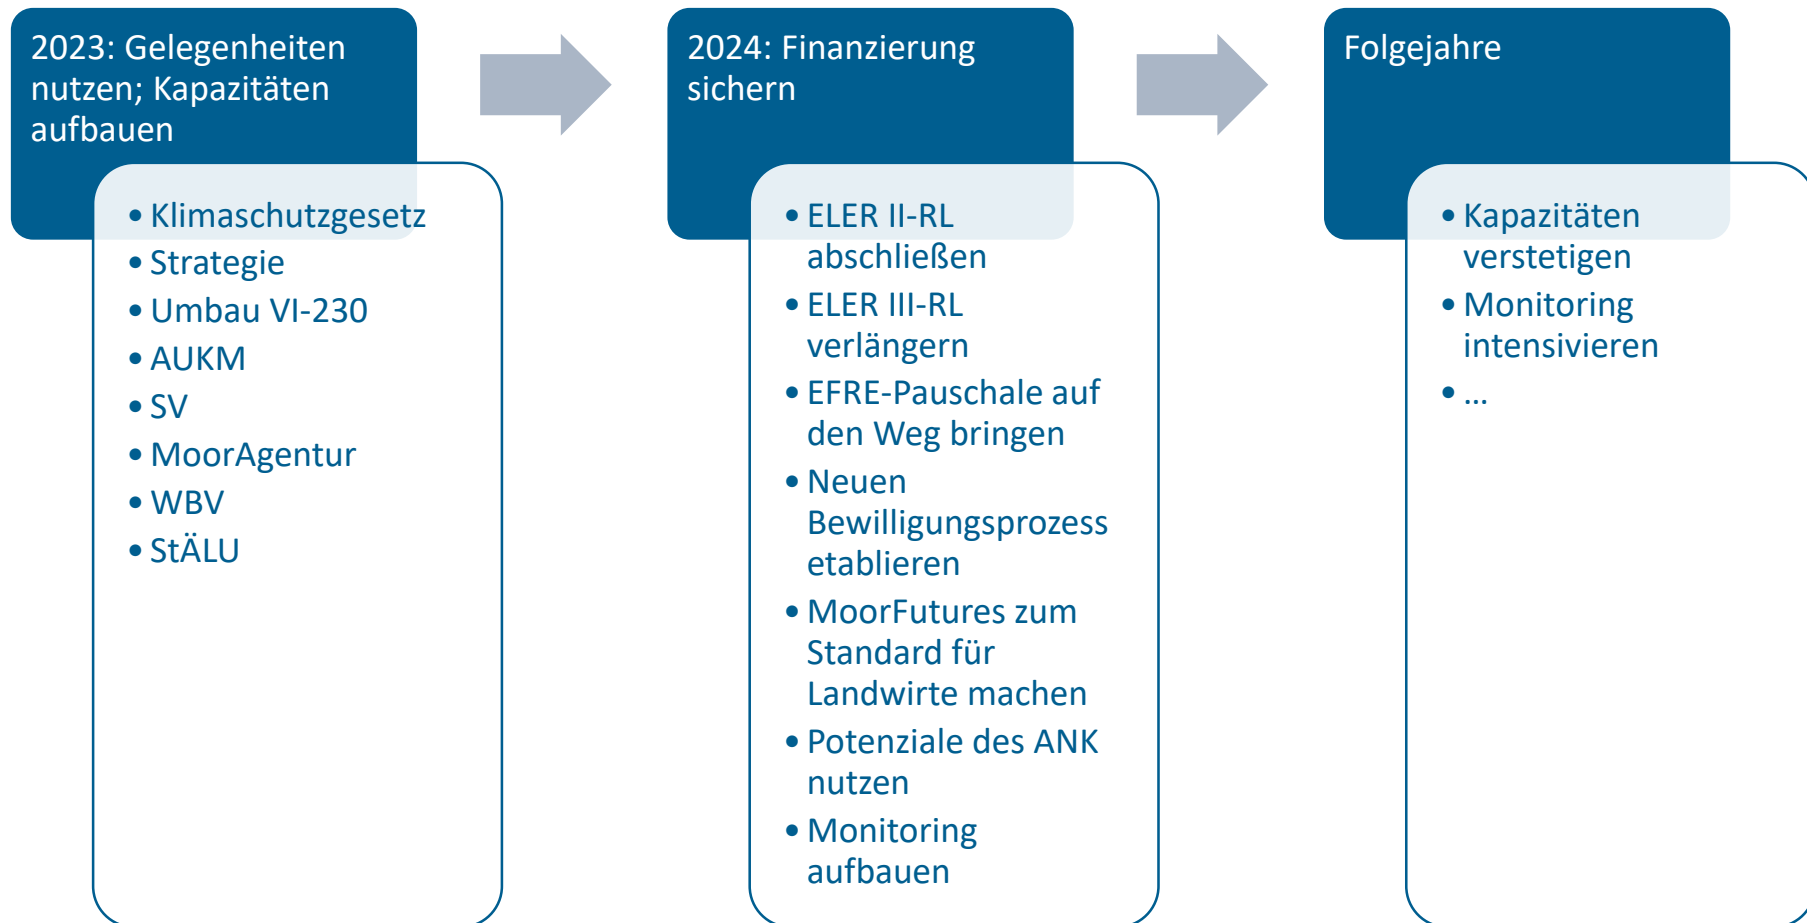 2023: Gelegenheiten
nutzen; Kapazitäten
aufbauen
• Klimaschutzgesetz
• Strategie
• Umbau VI-230
• AUKM
• SV
• MoorAgentur
• WBV
• StÄLU
2024: Finanzierung
sichern
• ELER II-RL
abschließen
• ELER III-RL
verlängern
• EFRE-Pauschale auf
den Weg bringen
• Neuen
Bewilligungsprozess
etablieren
• MoorFutures zum
Standard für
Landwirte machen
• Potenziale des ANK
nutzen
• Monitoring
aufbauen
Folgejahre
• Kapazitäten
verstetigen
• Monitoring
intensivieren
• ...